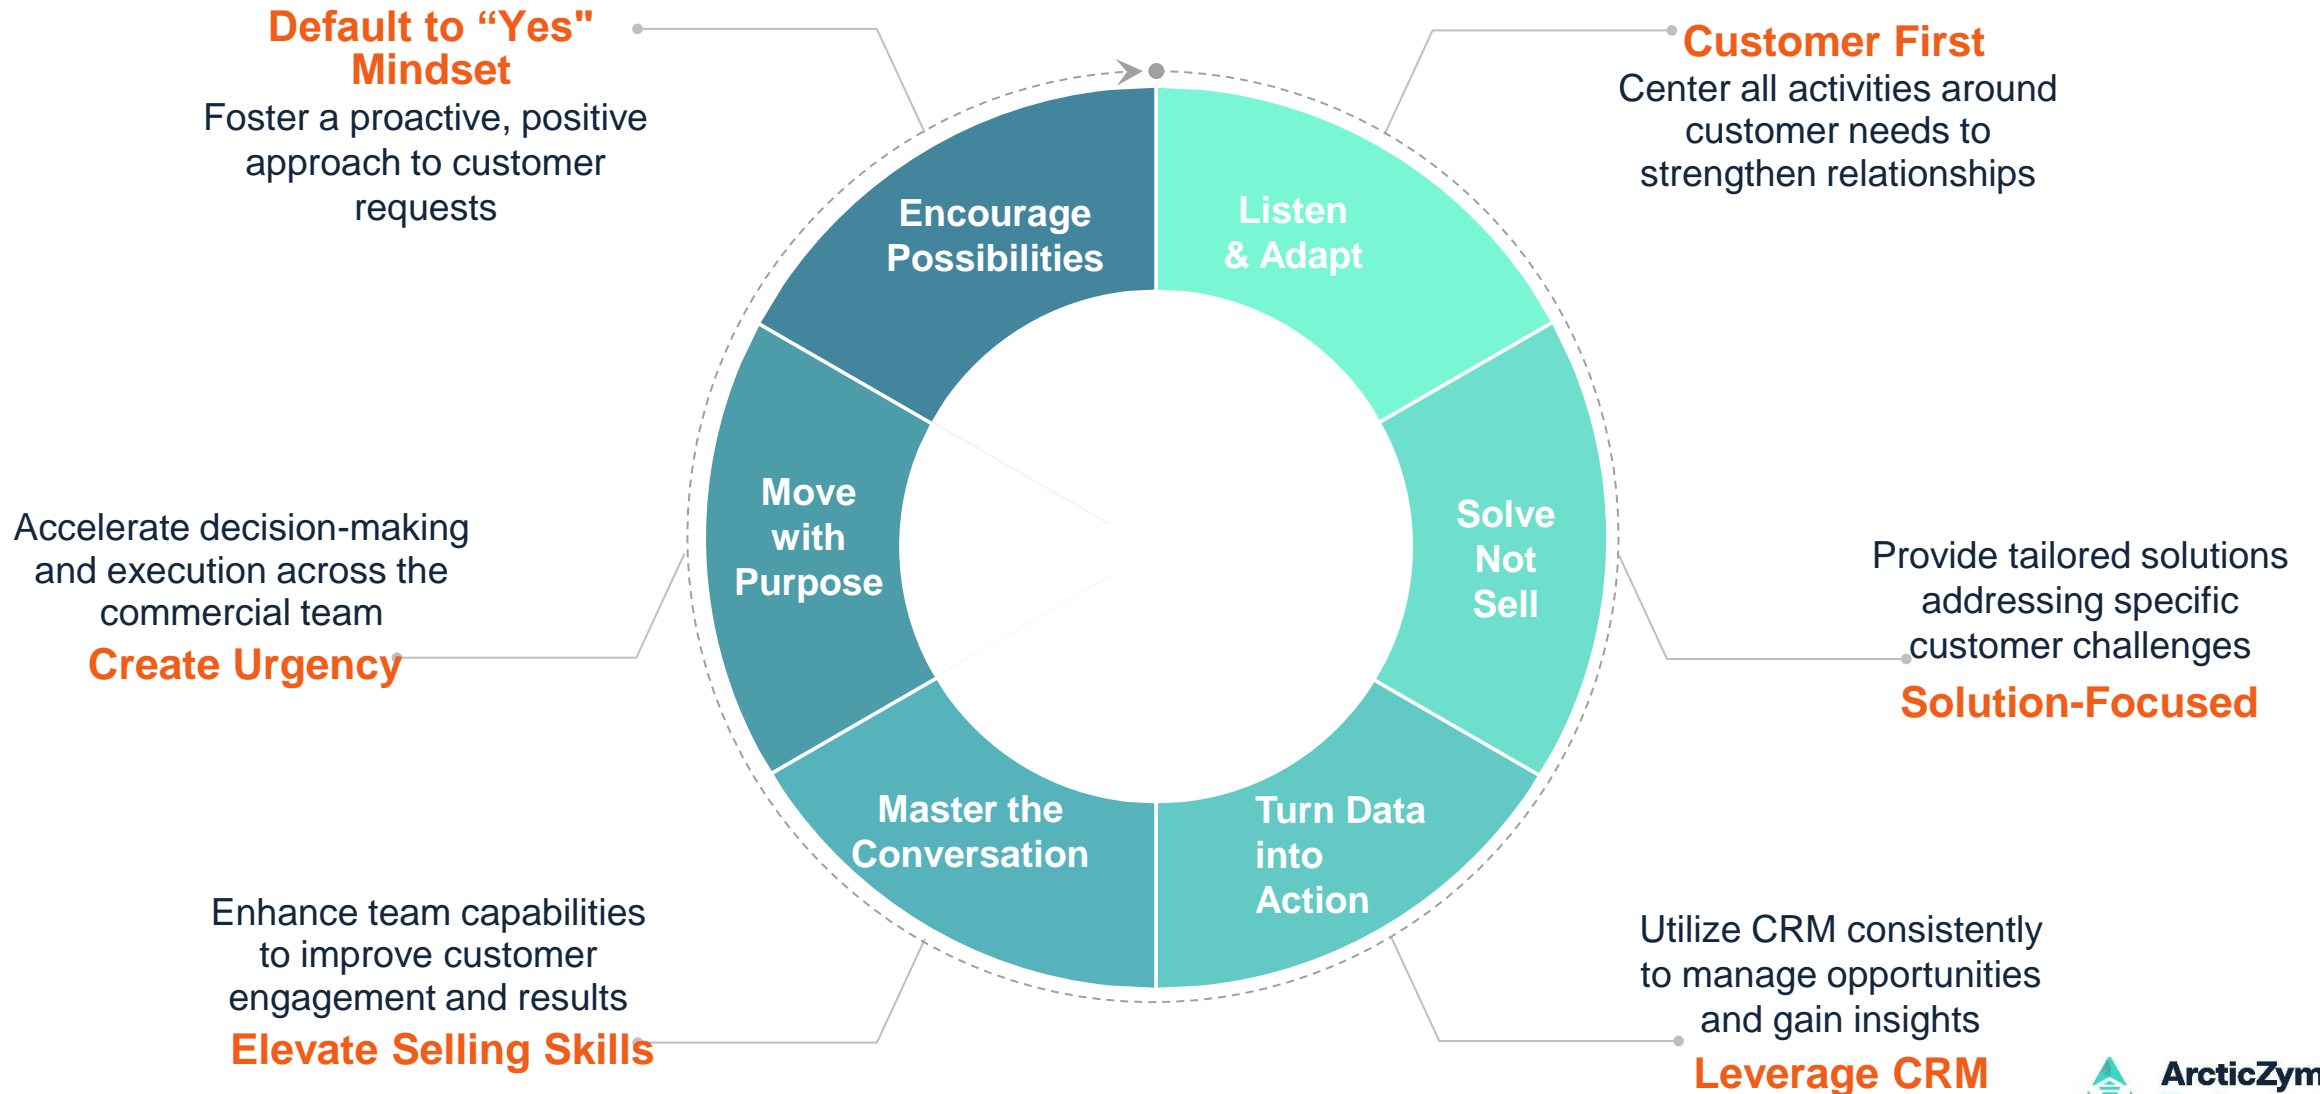 Default to “Yes"
Mindset
Foster a proactive, positive
approach to customer
requests
Customer First
Center all activities around
customer needs to
strengthen relationships
Encourage
Possibilities
Listen
& Adapt
Move
with
Purpose
Solve
Not
Sell
Accelerate decision-making
and execution across the
commercial team
Create Urgency
Provide tailored solutions
addressing specific
customer challenges
Solution-Focused
Master the
Conversation
Turn Data
into
Action
Enhance team capabilities
to improve customer
engagement and results
Elevate Selling Skills
Utilize CRM consistently
to manage opportunities
and gain insights
Leverage CRM
ArcticZym